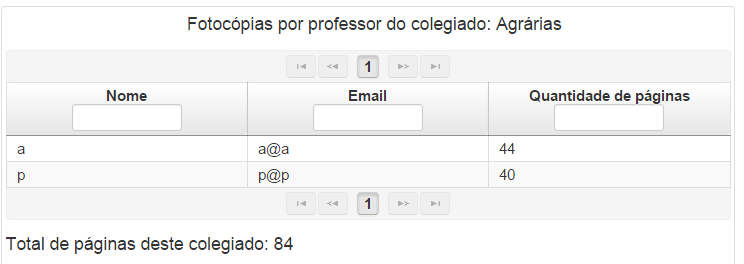 Fotocópias por professor do colegiado: Agrárias
1
Nome Email Quantidade de páginas
a a@a 44
p p@p 40
1
Total de páginas deste colegiado: 84